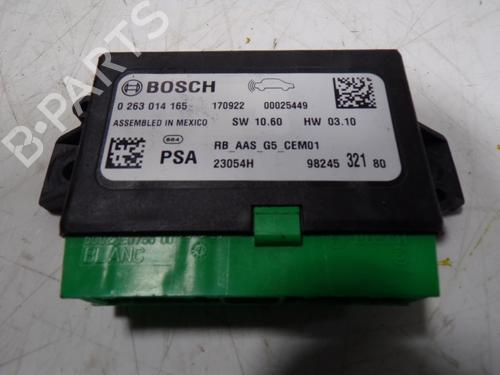 BOSCH
0 263 014 165 170922 00025449
ASSEMBLED IN MEXICO SW 10.60 HW 03.10
664 RB_AAS_G5_CEM01
PSA 23054H 98245 321 80
BLANC
B-PARTS